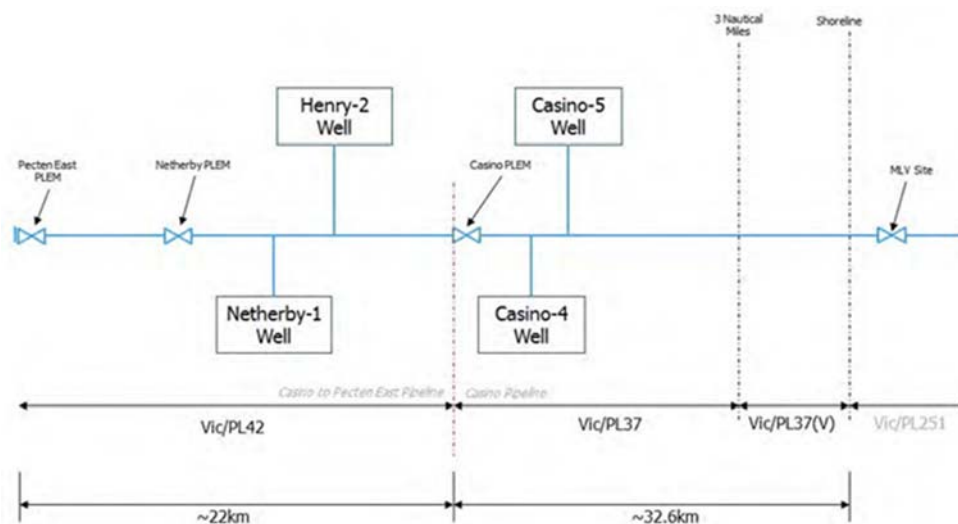 3 Nautical
Miles
Shoreline
Henry-2
Well
Casino-5
Well
Pecten East
PLEM
Netherby PLEM
Casino PLEM
MLV Site
Netherby-1
Well
Casino-4
Well
Casino to Pecten East Pipeline
Casino Pipeline
Vic/PL42
Vic/PL37
Vic/PL37(V)
Vic/PL251
~22km
~32.6km